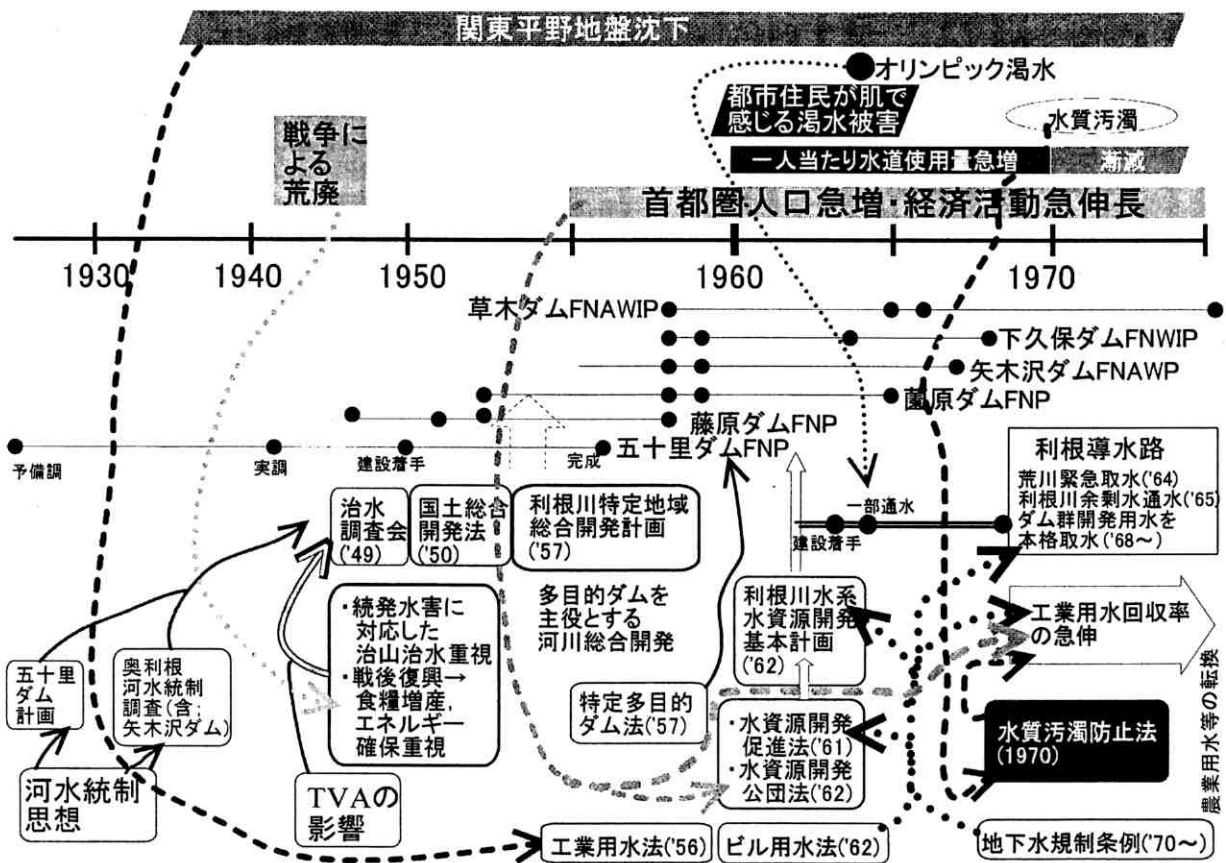 関東平野地盤沈下
オリンピック渇水
都市住民が肌で
感じる渇水被害
水質汚濁
戦争に
よる
荒廃
一人当たり水道使用量急増
漸減
首都圏人口急増・経済活動急伸長
1930
1940
1950
1960
1970
草木ダムFNAWIP
下久保ダムFNWIP
矢木沢ダムFNAWP
薗原ダムFNP
藤原ダムFNP
五十里ダムFNP
予備調
実調
建設着手
完成
利根導水路
荒川緊急取水('64)
利根川余剰水通水('65)
ダム群開発用水を
本格取水('68～)
一部通水
建設着手
治水
調査会
('49)
国土総合
開発法
('50)
利根川特定地域
総合開発計画
('57)
・続発水害に
対応した
治山治水重視
・戦後復興→
食糧増産,
エネルギー
確保重視
多目的ダムを
主役とする
河川総合開発
利根川水系
水資源開発
基本計画
('62)
工業用水回収率
の急伸
五十里
ダム
計画
奥利根
河水統制
調査(含;
矢木沢ダム)
特定多目的
ダム法('57)
・水資源開発
促進法('61)
・水資源開発
公団法('62)
水質汚濁防止法
(1970)
農業用水等の転換
河水統制
思想
TVAの
影響
工業用水法('56)
ビル用水法('62)
地下水規制条例('70～)